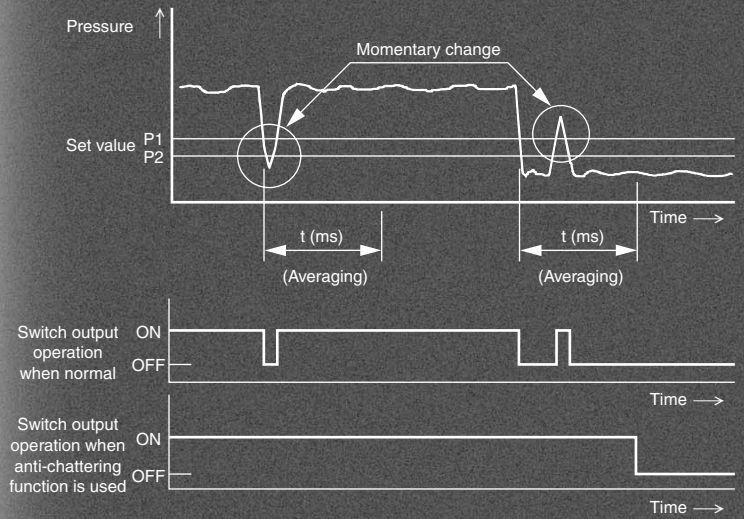 Pressure
Momentary change
Set value
P1
P2
Time
t (ms)
t (ms)
(Averaging)
(Averaging)
Switch output
operation
when normal
ON
OFF
Time
Switch output
operation when
anti-chattering
function is used
ON
OFF
Time